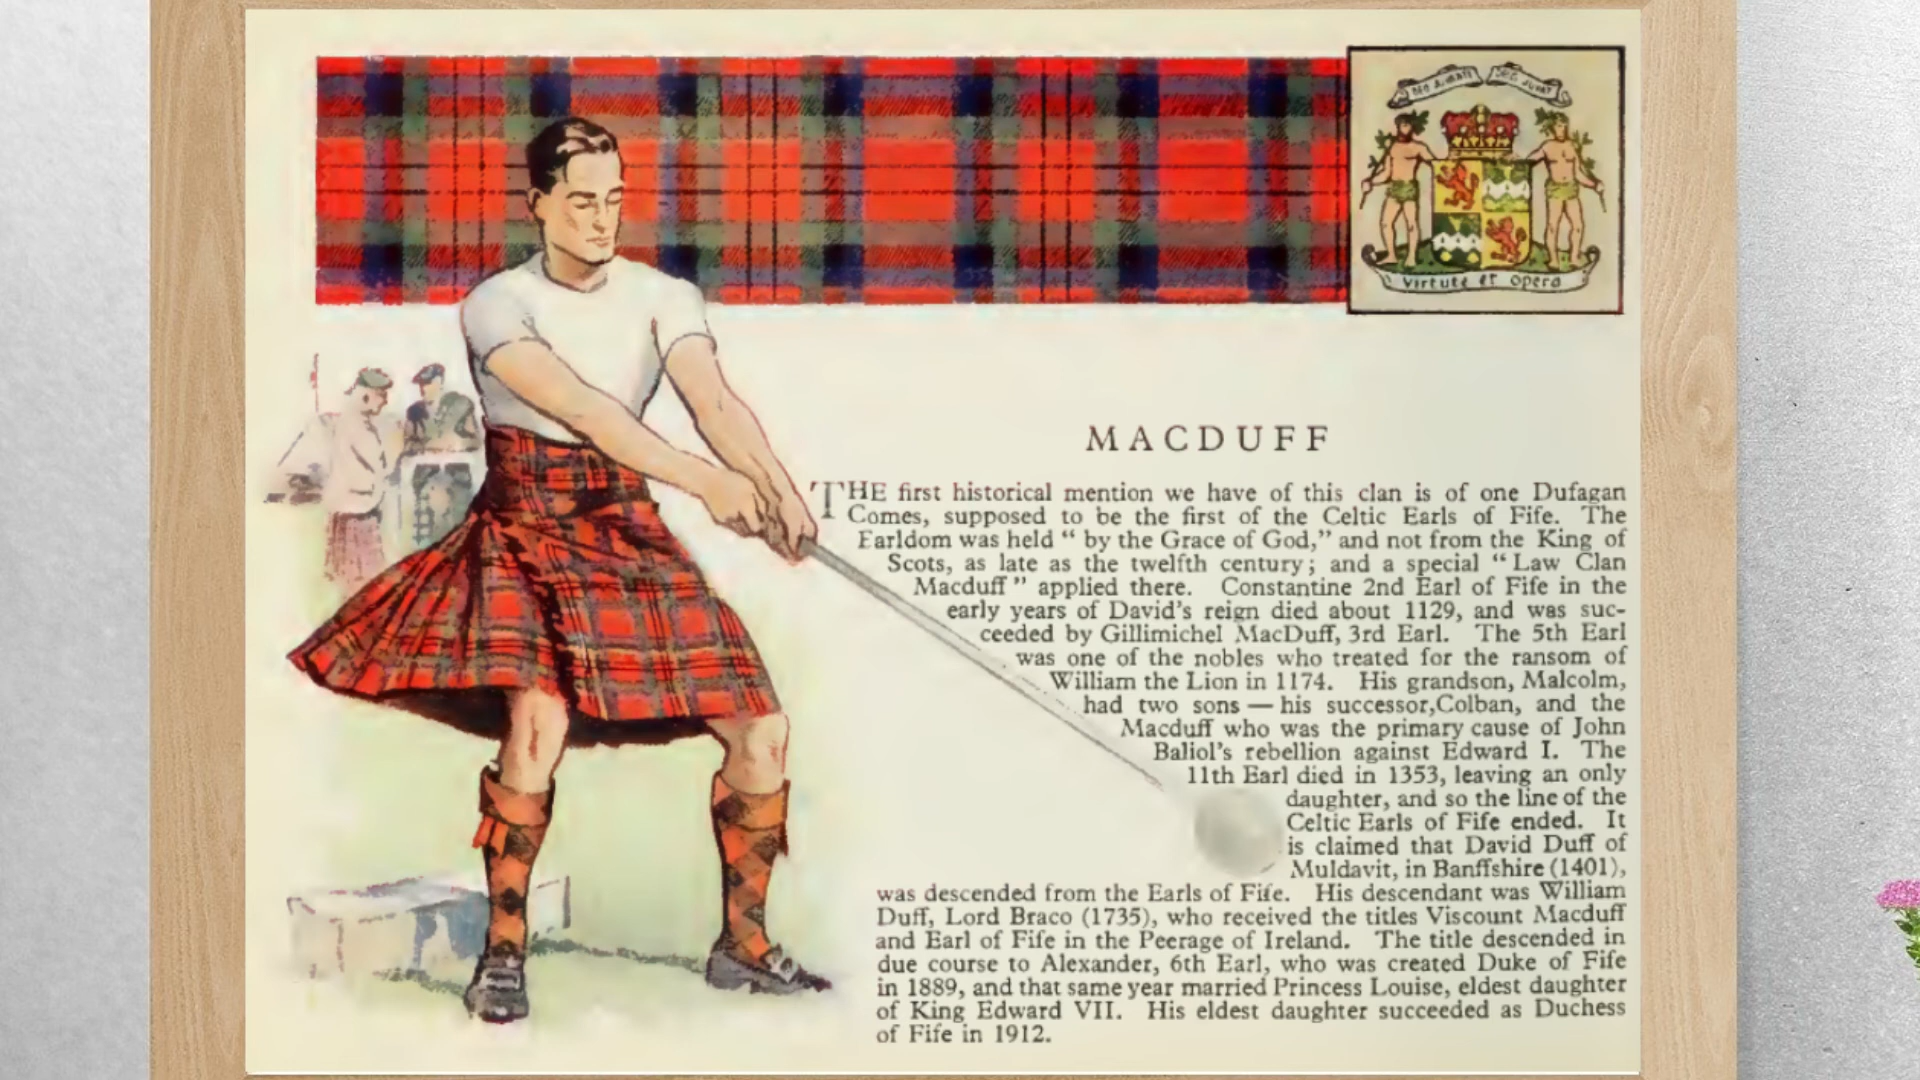 DEO JUVANTE
DEUS JUVAT
Virtute et opera
MACDUFF
THE first historical mention we have of this clan is of one Dufagan
Comes, supposed to be the first of the Celtic Earls of Fife. The
Earldom was held “ by the Grace of God,” and not from the King of
Scots, as late as the twelfth century; and a special “ Law Clan
Macduff ” applied there. Constantine 2nd Earl of Fife in the
early years of David's reign died about 1129, and was suc-
ceeded by Gillimichel MacDuff, 3rd Earl. The 5th Earl
was one of the nobles who treated for the ransom of
William the Lion in 1174. His grandson, Malcolm,
had two sons — his successor,Colban, and the
Macduff who was the primary cause of John
Baliol's rebellion against Edward I. The
11th Earl died in 1353, leaving an only
daughter, and so the line of the
Celtic Earls of Fife ended. It
is claimed that David Duff of
Muldavit, in Banffshire (1401),
was descended from the Earls of Fife. His descendant was William
Duff, Lord Braco (1735), who received the titles Viscount Macduff
and Earl of Fife in the Peerage of Ireland. The title descended in
due course to Alexander, 6th Earl, who was created Duke of Fife
in 1889, and that same year married Princess Louise, eldest daughter
of King Edward VII. His eldest daughter succeeded as Duchess
of Fife in 1912.